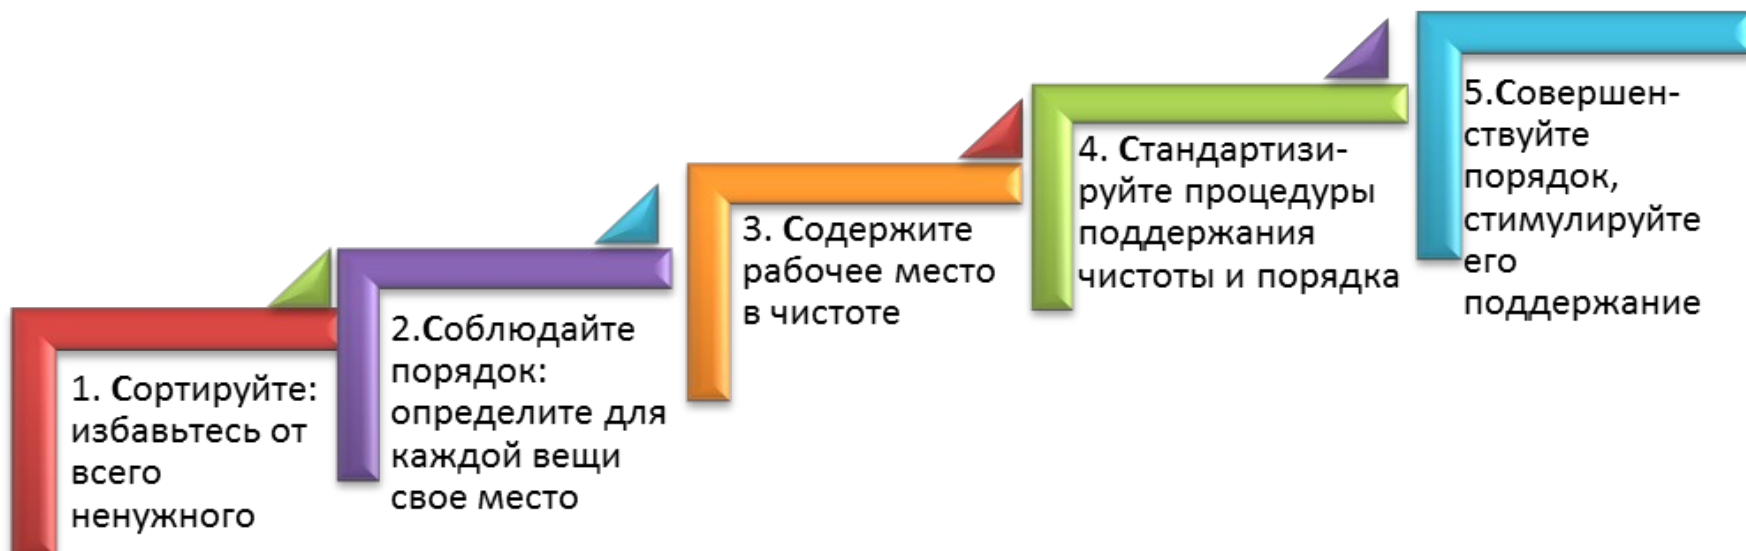 1. Сортируйте:
избавьтесь от
всего
ненужного
2.Соблюдайте
порядок:
определите для
каждой вещи
свое место
3. Содержите
рабочее место
в чистоте
4. Стандартизи-
руйте процедуры
поддержания
чистоты и порядка
5.Совершен-
ствуйте
порядок,
стимулируйте
его
поддержание